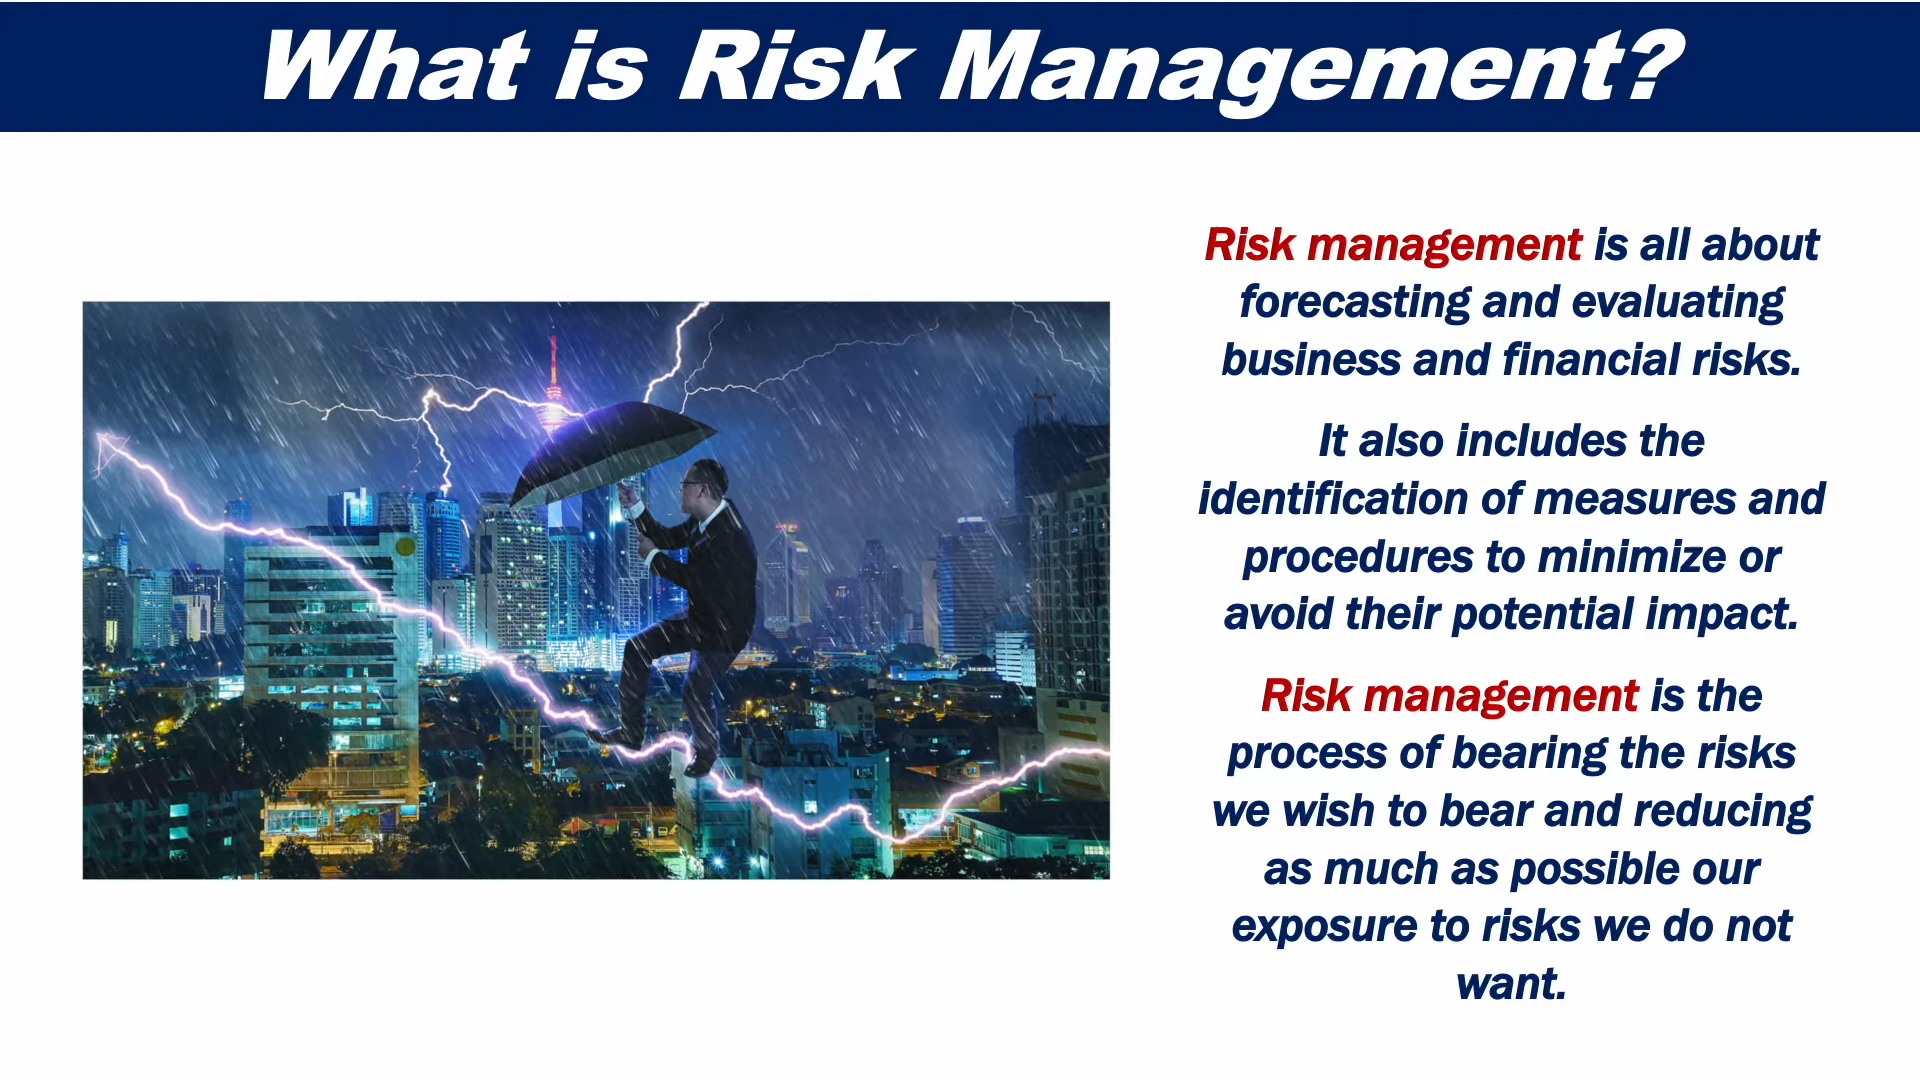 What is Risk Management?
Risk management is all about
forecasting and evaluating
business and financial risks.
It also includes the
identification of measures and
procedures to minimize or
avoid their potential impact.
Risk management is the
process of bearing the risks
we wish to bear and reducing
as much as possible our
exposure to risks we do not
want.